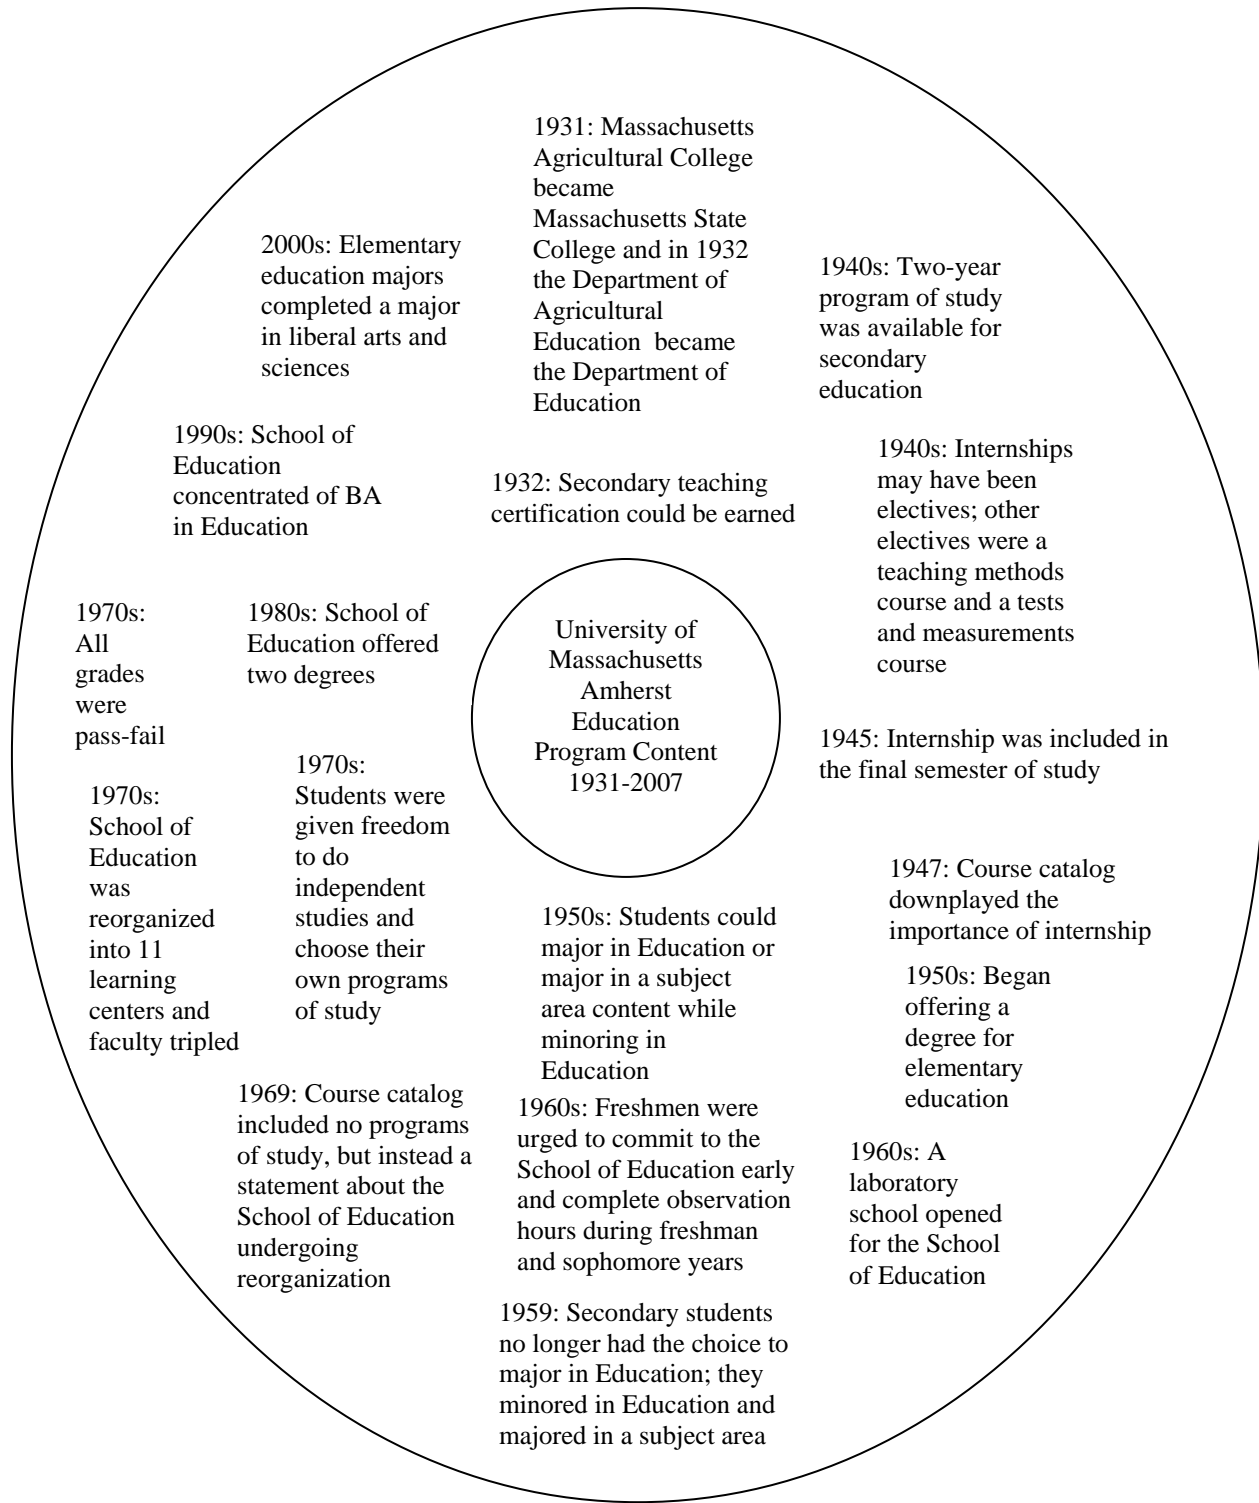 1931: Massachusetts
Agricultural College
became
Massachusetts State
College and in 1932
the Department of
Agricultural
Education became
the Department of
Education
2000s: Elementary
education majors
completed a major
in liberal arts and
sciences
1940s: Two-year
program of study
was available for
secondary
education
1990s: School of
Education
concentrated of BA
in Education
1932: Secondary teaching
certification could be earned
1940s: Internships
may have been
electives; other
electives were a
teaching methods
course and a tests
and measurements
course
1970s:
All
grades
were
pass-fail
1980s: School of
Education offered
two degrees
University of
Massachusetts
Amherst
Education
Program Content
1931-2007
1945: Internship was included in
the final semester of study
1970s:
School of
Education
was
reorganized
into 11
learning
centers and
faculty tripled
1970s:
Students were
given freedom
to do
independent
studies and
choose their
own programs
of study
1947: Course catalog
downplayed the
importance of internship
1950s: Students could
major in Education or
major in a subject
area content while
minoring in
Education
1950s: Began
offering a
degree for
elementary
education
1969: Course catalog
included no programs
of study, but instead a
statement about the
School of Education
undergoing
reorganization
1960s: Freshmen were
urged to commit to the
School of Education early
and complete observation
hours during freshman
and sophomore years
1960s: A
laboratory
school opened
for the School
of Education
1959: Secondary students
no longer had the choice to
major in Education; they
minored in Education and
majored in a subject area